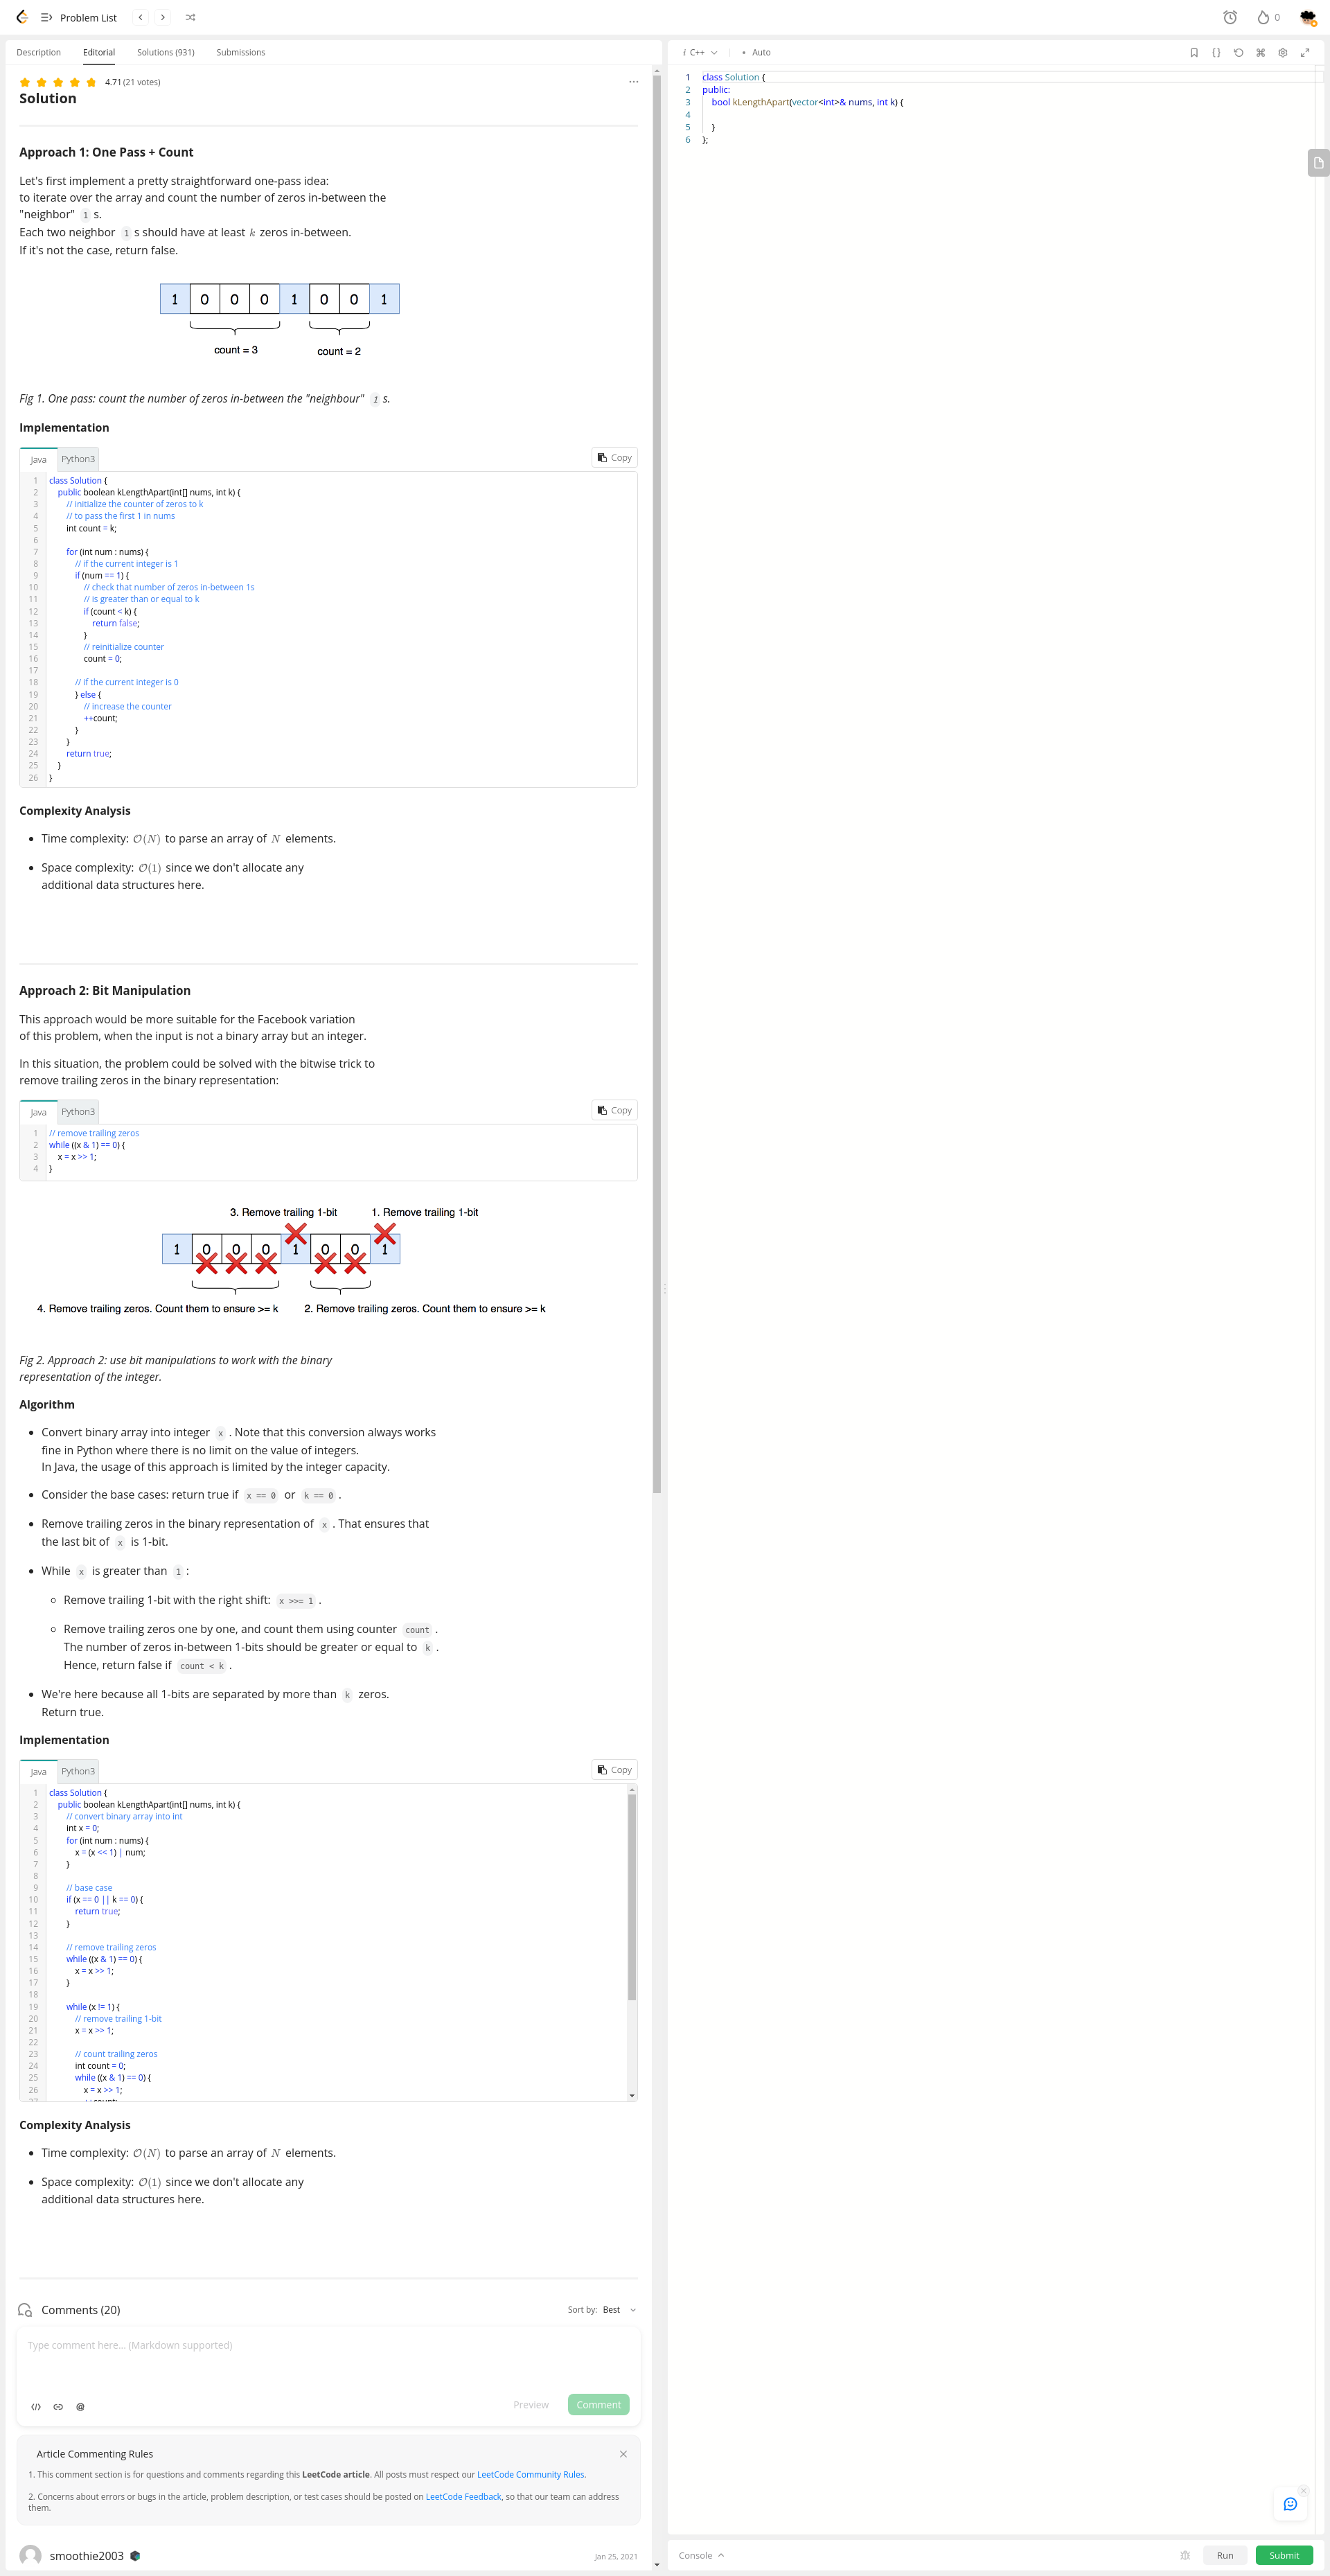 Problem List
0
Description Editorial Solutions (931) Submissions
4.71 (21 votes)
Solution
Approach 1: One Pass + Count
Let's first implement a pretty straightforward one-pass idea:
to iterate over the array and count the number of zeros in-between the
"neighbor" 1 s.
Each two neighbor 1 s should have at least k zeros in-between.
If it's not the case, return false.
1 0 0 0 1 0 0 1
count = 3 count = 2
Fig 1. One pass: count the number of zeros in-between the "neighbour" 1 s.
Implementation
Java Python3 Copy
1 class Solution {
2 public boolean kLengthApart(int[] nums, int k) {
3 // initialize the counter of zeros to k
4 // to pass the first 1 in nums
5 int count = k;
6
7 for (int num : nums) {
8 // if the current integer is 1
9 if (num == 1) {
10 // check that number of zeros in-between 1s
11 // is greater than or equal to k
12 if (count < k) {
13 return false;
14 }
15 // reinitialize counter
16 count = 0;
17
18 // if the current integer is 0
19 } else {
20 // increase the counter
21 ++count;
22 }
23 }
24 return true;
25 }
26 }
Complexity Analysis
• Time complexity: O(N) to parse an array of N elements.
• Space complexity: O(1) since we don't allocate any
additional data structures here.
Approach 2: Bit Manipulation
This approach would be more suitable for the Facebook variation
of this problem, when the input is not a binary array but an integer.
In this situation, the problem could be solved with the bitwise trick to
remove trailing zeros in the binary representation:
Java Python3 Copy
1 // remove trailing zeros
2 while ((x & 1) == 0) {
3 x = x >> 1;
4 }
3. Remove trailing 1-bit 1. Remove trailing 1-bit
1 0 0 0 1 0 0 1
4. Remove trailing zeros. Count them to ensure >= k 2. Remove trailing zeros. Count them to ensure >= k
Fig 2. Approach 2: use bit manipulations to work with the binary
representation of the integer.
Algorithm
• Convert binary array into integer x . Note that this conversion always works
fine in Python where there is no limit on the value of integers.
In Java, the usage of this approach is limited by the integer capacity.
• Consider the base cases: return true if x == 0 or k == 0 .
• Remove trailing zeros in the binary representation of x . That ensures that
the last bit of x is 1-bit.
• While x is greater than 1 :
Remove trailing 1-bit with the right shift: x >>= 1 .
Remove trailing zeros one by one, and count them using counter count .
The number of zeros in-between 1-bits should be greater or equal to k .
Hence, return false if count < k .
• We're here because all 1-bits are separated by more than k zeros.
Return true.
Implementation
Java Python3 Copy
1 class Solution {
2 public boolean kLengthApart(int[] nums, int k) {
3 // convert binary array into int
4 int x = 0;
5 for (int num : nums) {
6 x = (x << 1) | num;
7 }
8
9 // base case
10 if (x == 0 || k == 0) {
11 return true;
12 }
13
14 // remove trailing zeros
15 while ((x & 1) == 0) {
16 x = x >> 1;
17 }
18
19 while (x != 1) {
20 // remove trailing 1-bit
21 x = x >> 1;
22
23 // count trailing zeros
24 int count = 0;
25 while ((x & 1) == 0) {
26 x = x >> 1;
Complexity Analysis
• Time complexity: O(N) to parse an array of N elements.
• Space complexity: O(1) since we don't allocate any
additional data structures here.
Comments (20) Sort by: Best
Type comment here... (Markdown supported)
Preview Comment
Article Commenting Rules
1. This comment section is for questions and comments regarding this LeetCode article. All posts must respect our LeetCode Community Rules.
2. Concerns about errors or bugs in the article, problem description, or test cases should be posted on LeetCode Feedback, so that our team can address
them.
smoothie2003 Jan 25, 2021
i C++ • Auto
1 class Solution {
2 public:
3 bool kLengthApart(vector<int>& nums, int k) {
4
5 }
6 };
Console Run Submit